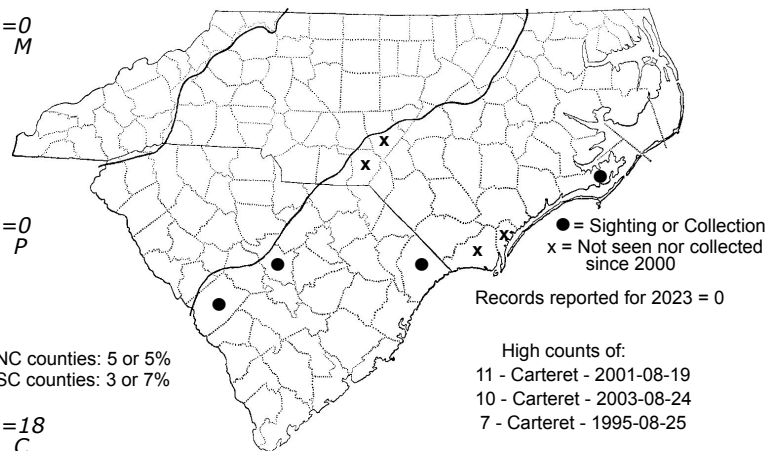 =0
M
x
x
=0
P
● = Sighting or Collection
x
x = Not seen nor collected
since 2000
x
Records reported for 2023 = 0
NC counties: 5 or 5%
SC counties: 3 or 7%
High counts of:
11 - Carteret - 2001-08-19
10 - Carteret - 2003-08-24
7 - Carteret - 1995-08-25
=18
C